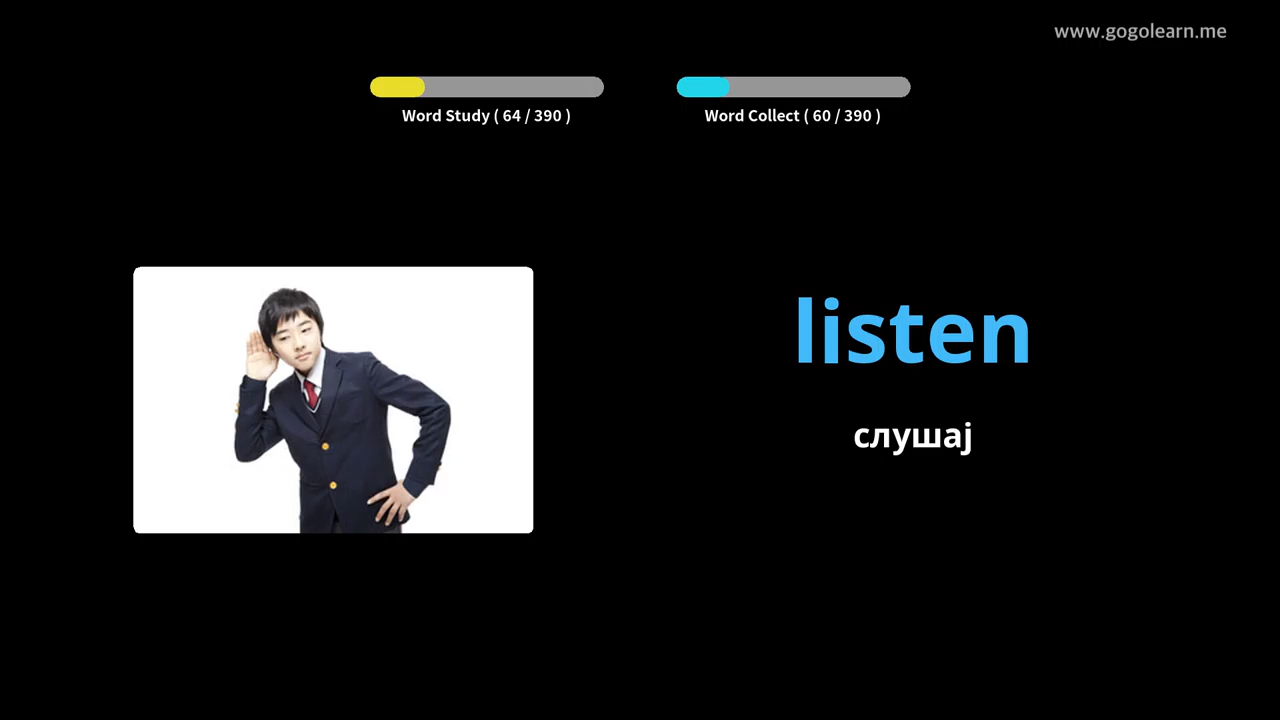 www.gogolearn.me
Word Study ( 64 / 390 )
Word Collect ( 60 / 390 )
listen
слушај